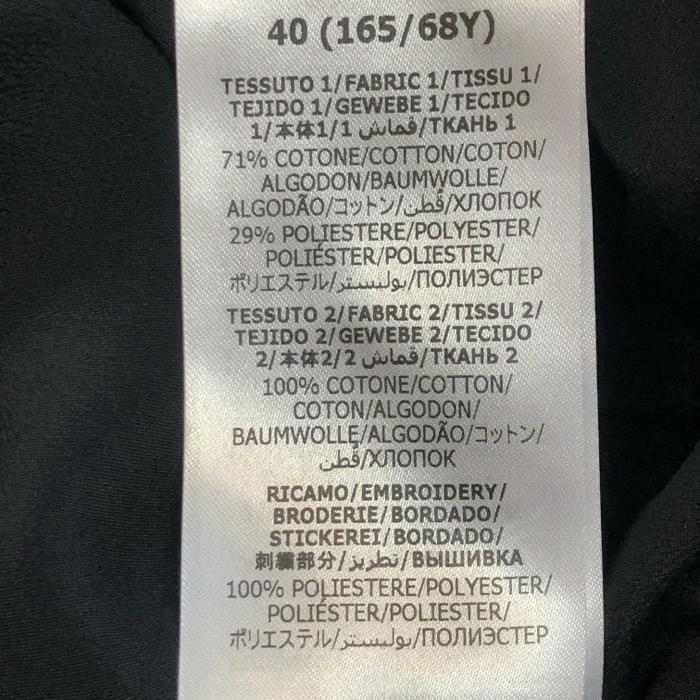 40 (165/68Y)
TESSUTO 1/FABRIC 1/TISSU 1/
TEJIDO 1/GEWEBE 1/TECIDO
1/本体1/1 قماش/ТКАНЬ 1
71% COTONE/COTTON/COTON/
ALGODON/BAUMWOLLE/
ALGODÃO/コットン/قطن/ХЛОПОК
29% POLIESTERE/POLYESTER/
POLIÉSTER/POLIESTER/
ポリエステル/بوليستر/ПОЛИЭСТЕР
TESSUTO 2/FABRIC 2/TISSU 2/
TEJIDO 2/GEWEBE 2/TECIDO
2/本体2/2 قماش/ТКАНЬ 2
100% COTONE/COTTON/
COTON/ALGODON/
BAUMWOLLE/ALGODÃO/コットン/
قطن/ХЛОПОК
RICAMO/EMBROIDERY/
BRODERIE/BORDADO/
STICKEREI/BORDADO/
刺繍部分/تطريز/ВЫШИВКА
100% POLIESTERE/POLYESTER/
POLIÉSTER/POLIESTER/
ポリエステル/بوليستر/ПОЛИЭСТЕР